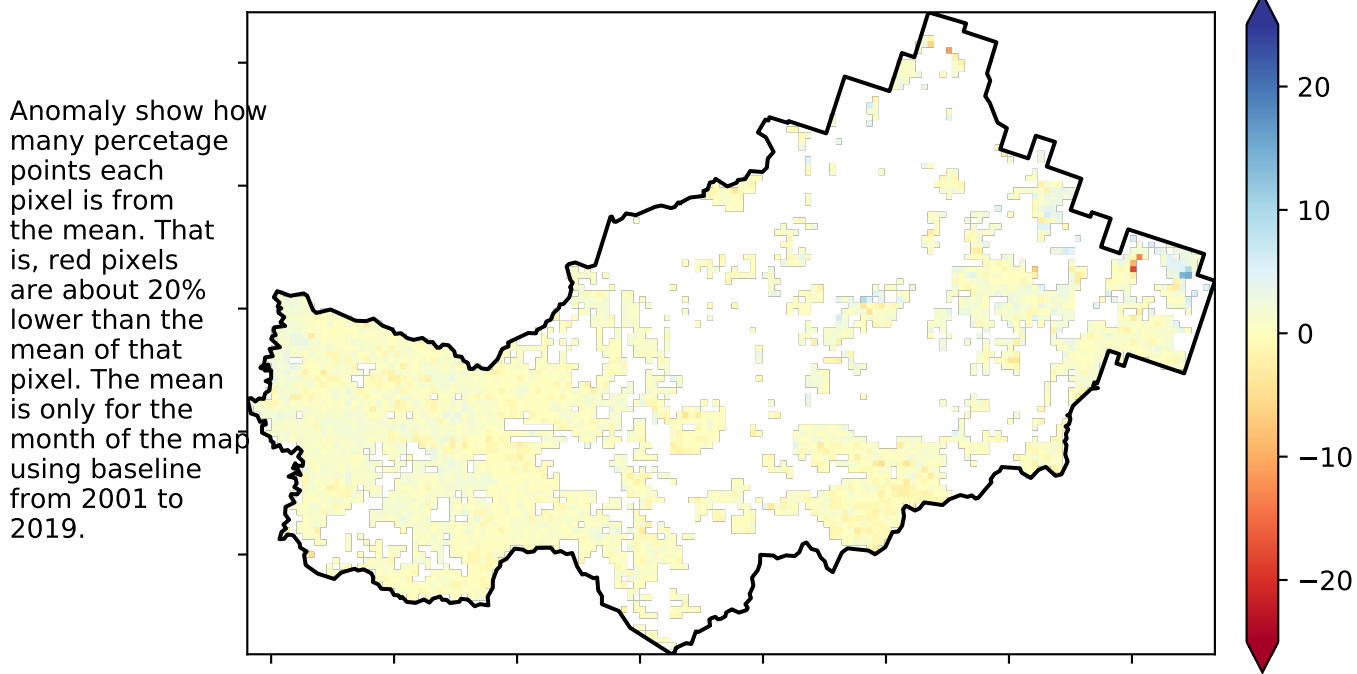 Anomaly show how
many percetage
points each
pixel is from
the mean. That
is, red pixels
are about 20%
lower than the
mean of that
pixel. The mean
is only for the
month of the map
using baseline
from 2001 to
2019.
20
10
0
−10
−20